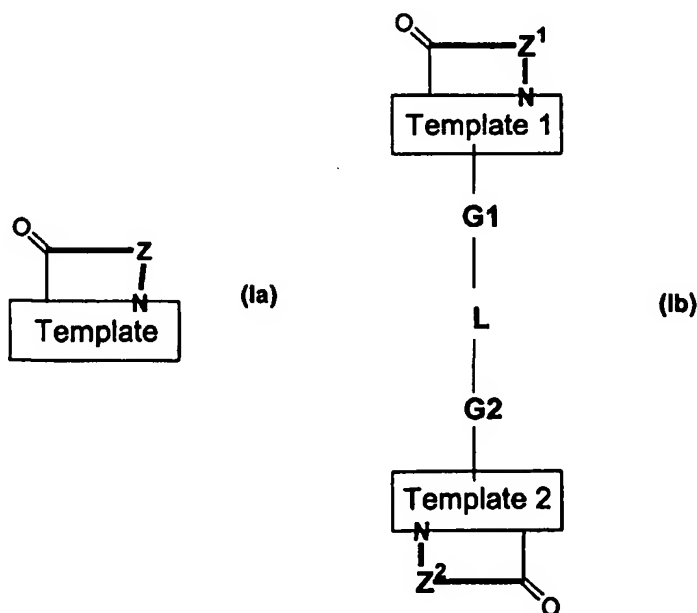 O
Z¹
N
Template 1
G1
O
Z
N
Template
(Ia)
L
(Ib)
G2
Template 2
N
Z²
O